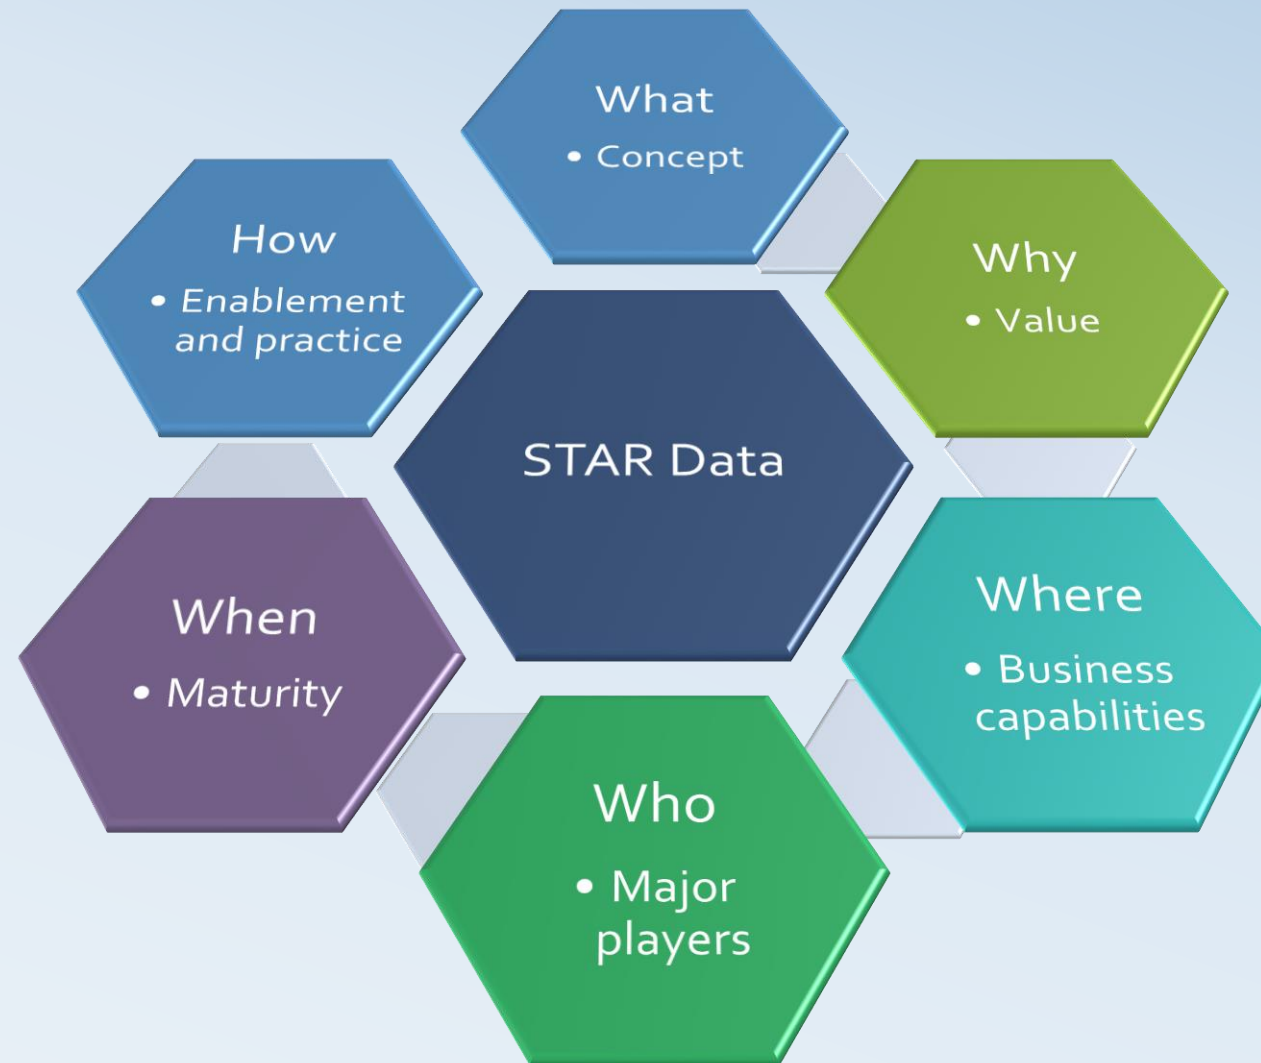 What
• Concept
Why
• Value
Where
• Business
capabilities
Who
• Major
players
When
• Maturity
How
• Enablement
and practice
STAR Data